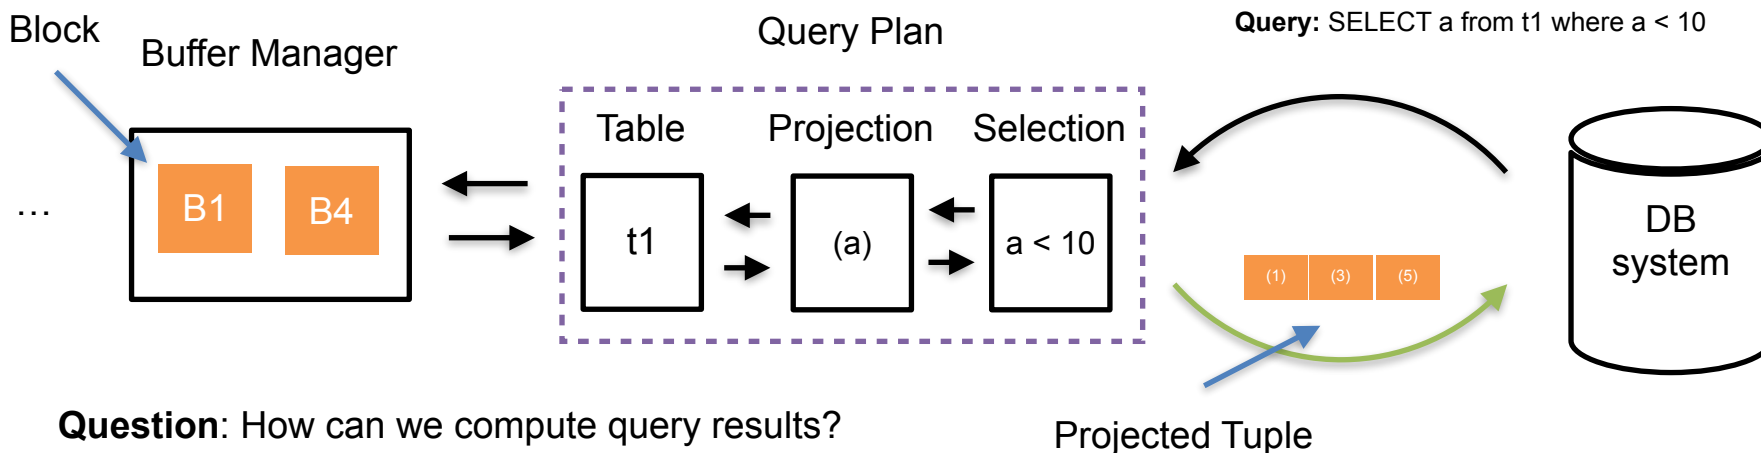 Block
Buffer Manager
Query Plan
Query: SELECT a from t1 where a < 10
Table
Projection
Selection
...
B1
B4
t1
(a)
a < 10
(1)
(3)
(5)
DB
system
Question: How can we compute query results?
Projected Tuple